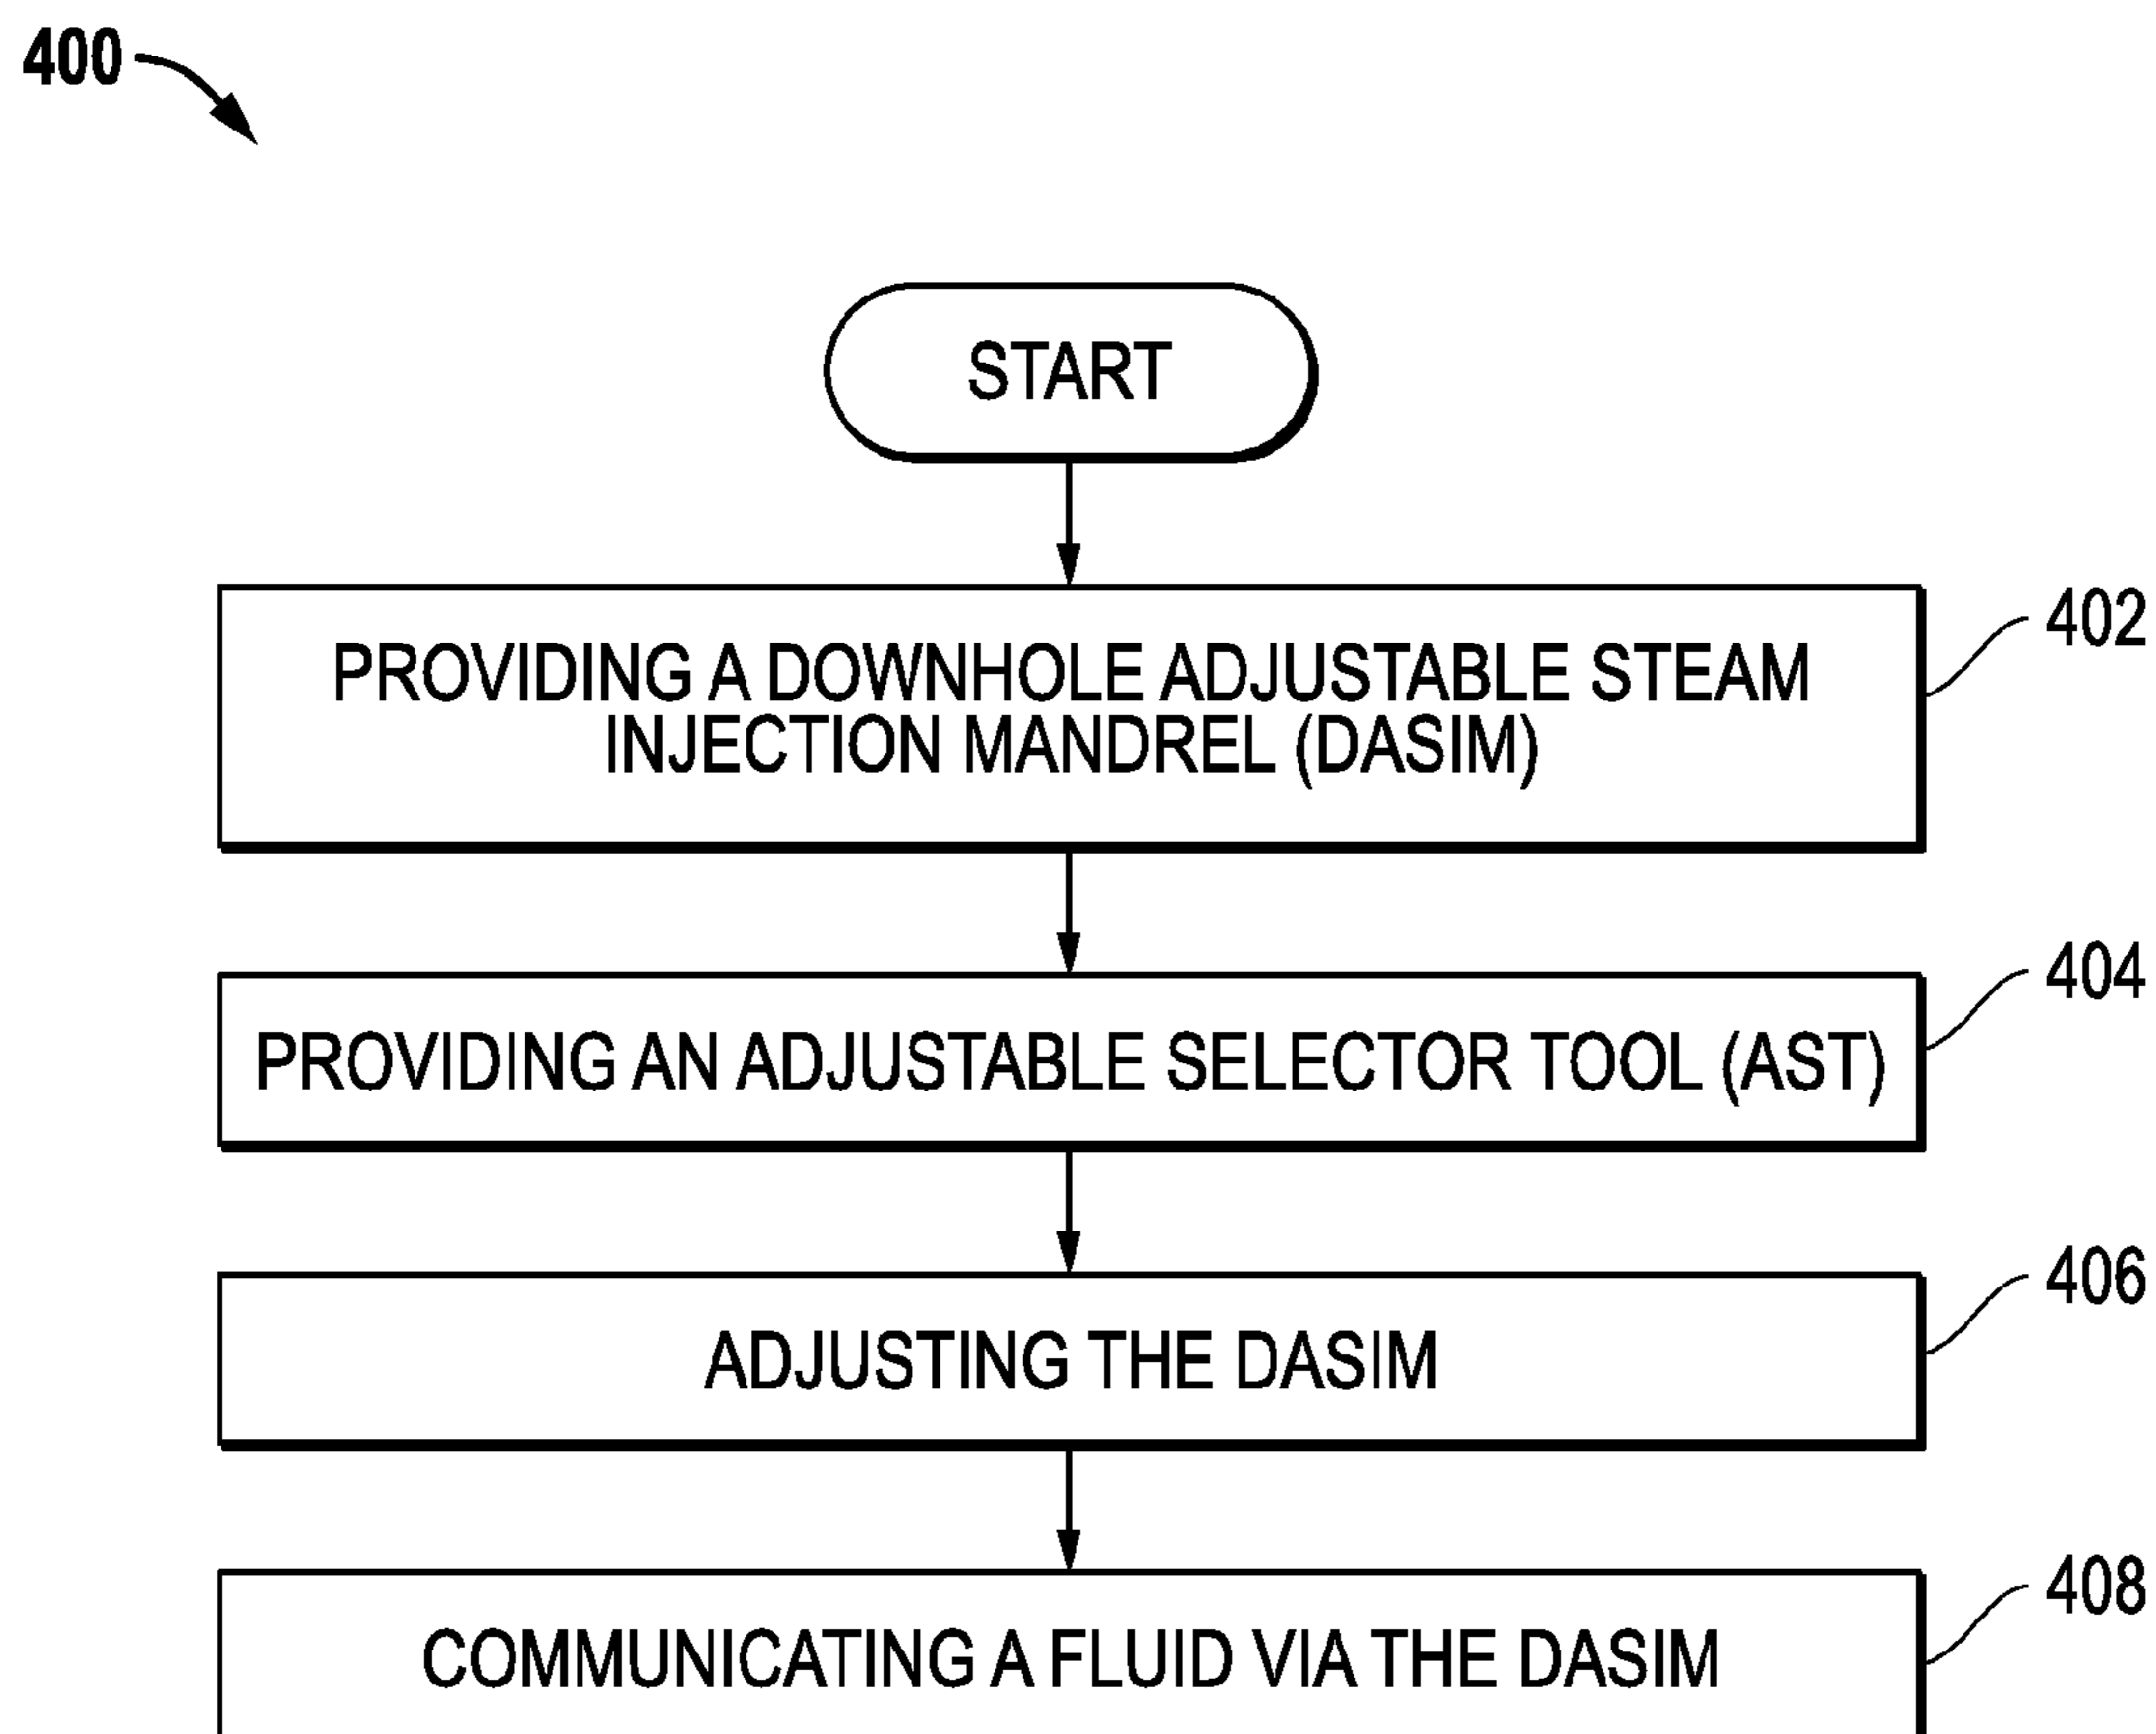 400
START
PROVIDING A DOWNHOLE ADJUSTABLE STEAM
INJECTION MANDREL (DASIM)
402
PROVIDING AN ADJUSTABLE SELECTOR TOOL (AST)
404
ADJUSTING THE DASIM
406
COMMUNICATING A FLUID VIA THE DASIM
408